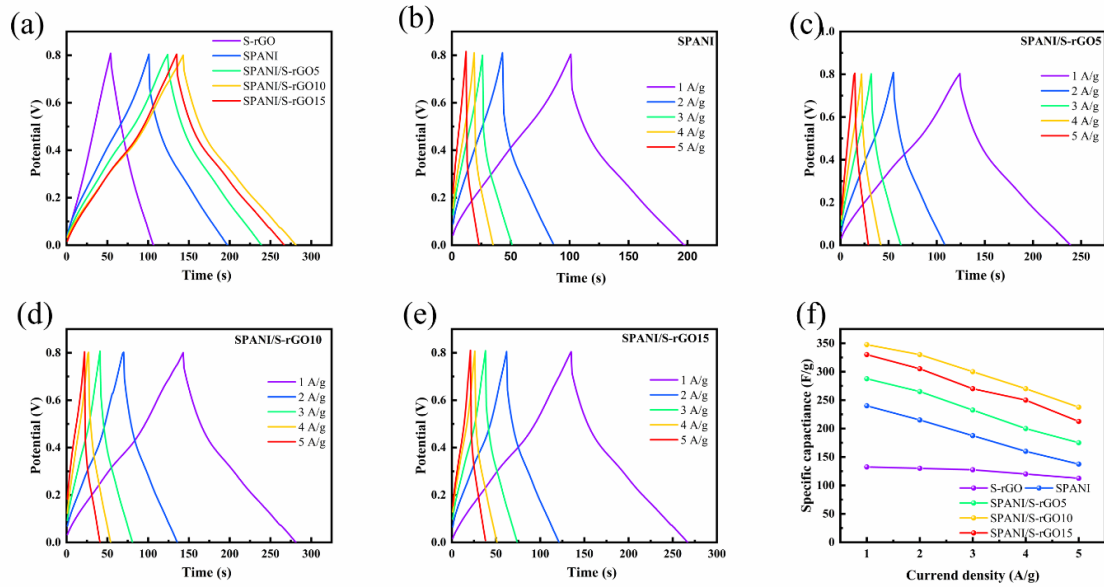 (a)
S-rGO
SPANI
SPANI/S-rGO5
SPANI/S-rGO10
SPANI/S-rGO15
Potential (V)
1.0
0.8
0.6
0.4
0.2
0.0
0 50 100 150 200 250 300
Time (s)
(b)
SPANI
1 A/g
2 A/g
3 A/g
4 A/g
5 A/g
Potential (V)
0.8
0.6
0.4
0.2
0.0
0 50 100 150 200
Time (s)
(c)
SPANI/S-rGO5
1 A/g
2 A/g
3 A/g
4 A/g
5 A/g
Potential (V)
1.0
0.8
0.6
0.4
0.2
0.0
0 50 100 150 200 250
Time (s)
(d)
SPANI/S-rGO10
1 A/g
2 A/g
3 A/g
4 A/g
5 A/g
Potential (V)
0.8
0.6
0.4
0.2
0.0
0 50 100 150 200 250 300
Time (s)
(e)
SPANI/S-rGO15
1 A/g
2 A/g
3 A/g
4 A/g
5 A/g
Potential (V)
0.8
0.6
0.4
0.2
0.0
0 50 100 150 200 250
Time (s)
(f)
Specific capacitance (F/g)
350
300
250
200
150
100
50
0
S-rGO SPANI
SPANI/S-rGO5
SPANI/S-rGO10
SPANI/S-rGO15
1 2 3 4 5
Currend density (A/g)